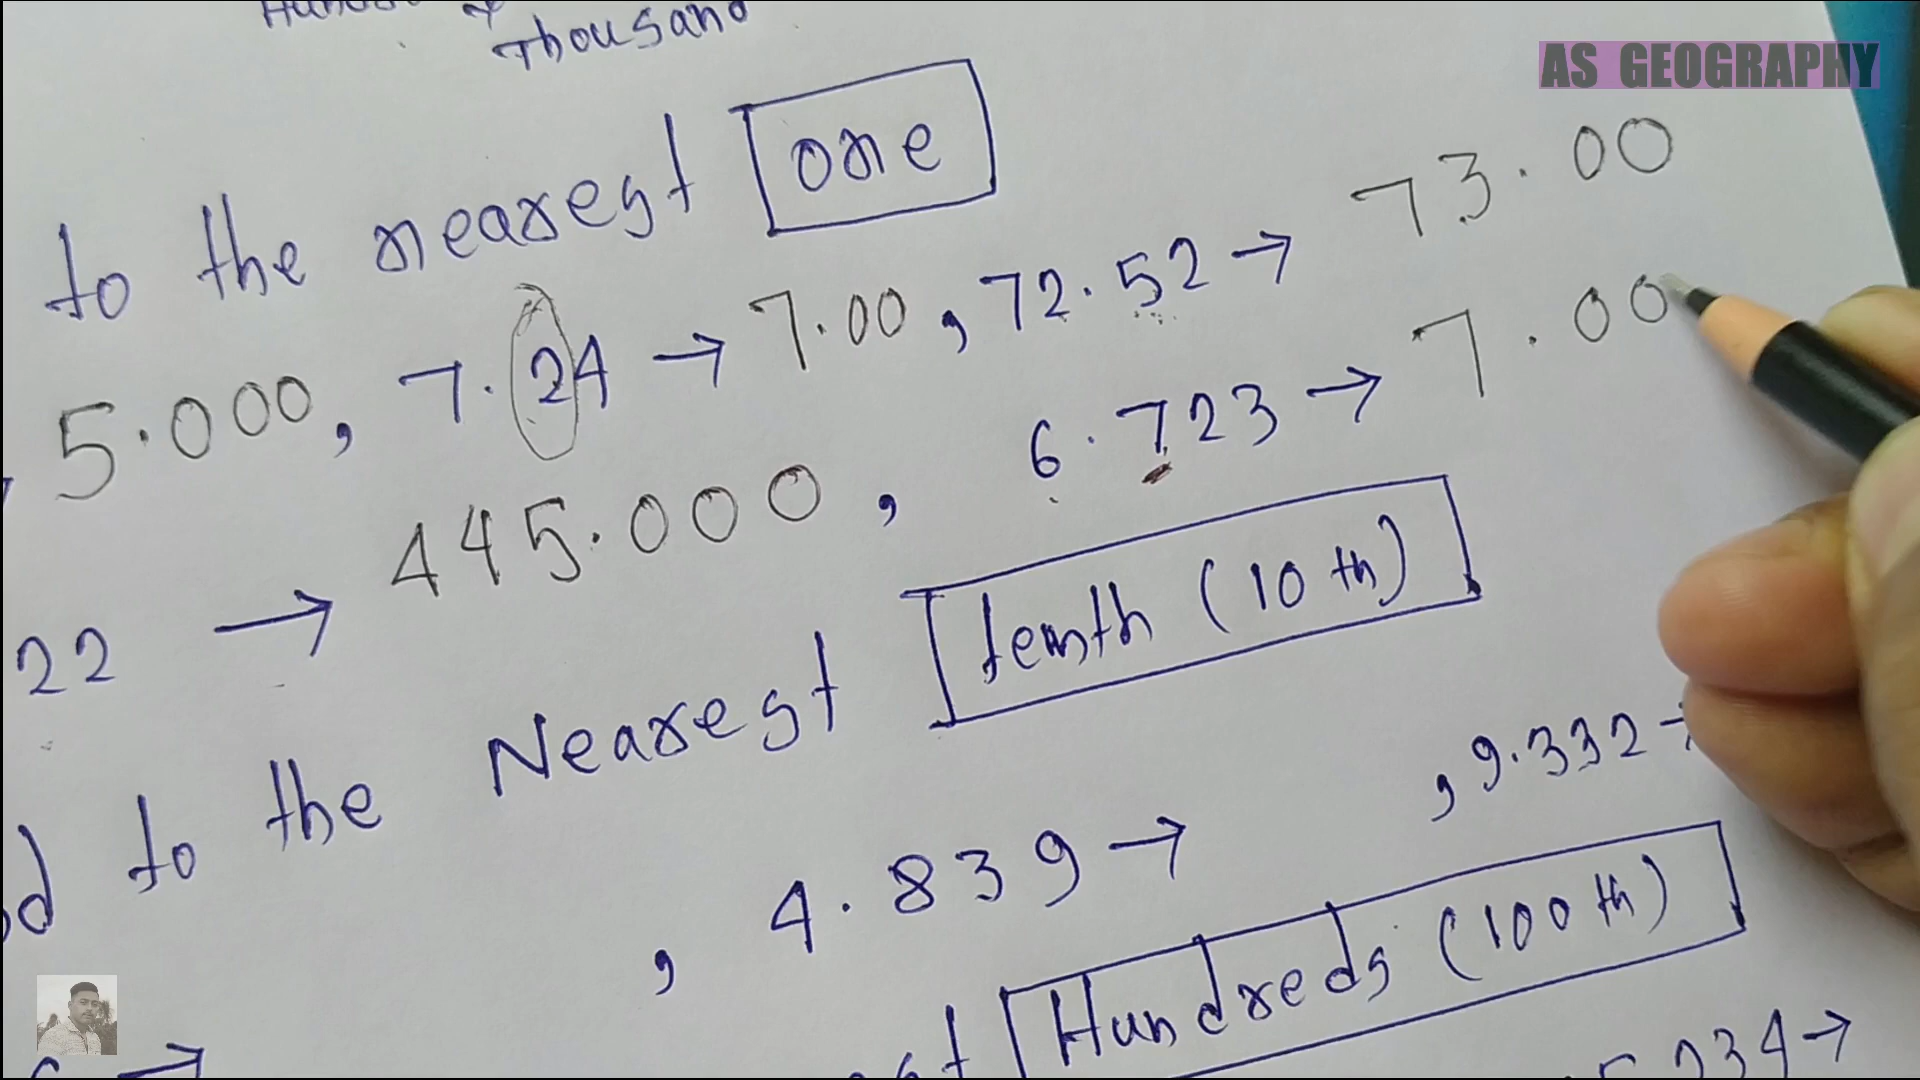 Thousand
AS GEOGRAPHY
to the nearest one
5.000, 7.24 → 7.00, 72.52 → 73.00
22 → 445.000, 6.723 → 7.00
to the Nearest tenth (10 th)
, 4.839 → , 9.332 →
Hundreds (100 th)
234 →